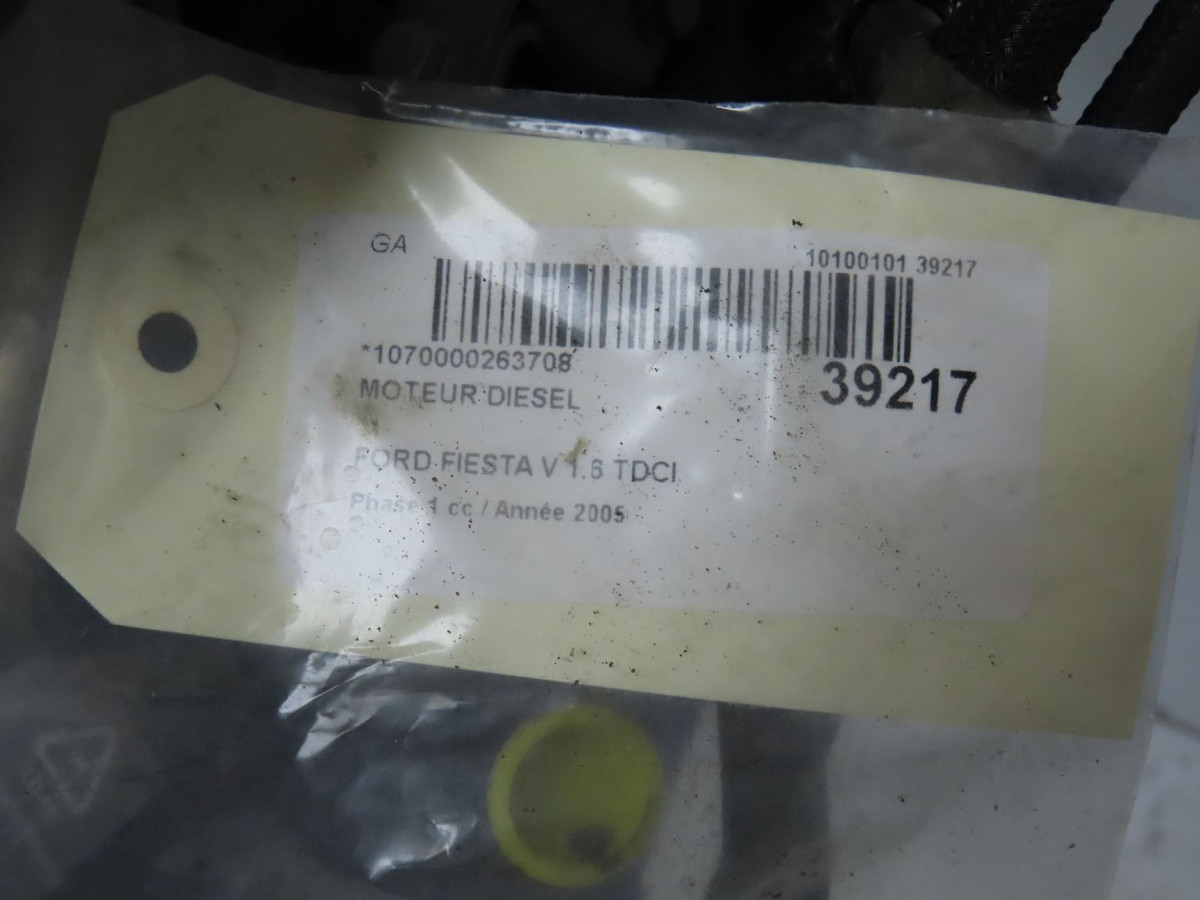 GA
10100101 39217
*1070000263708
39217
MOTEUR DIESEL
FORD FIESTA V 1.6 TDCI
Phase 1 cc / Année 2005